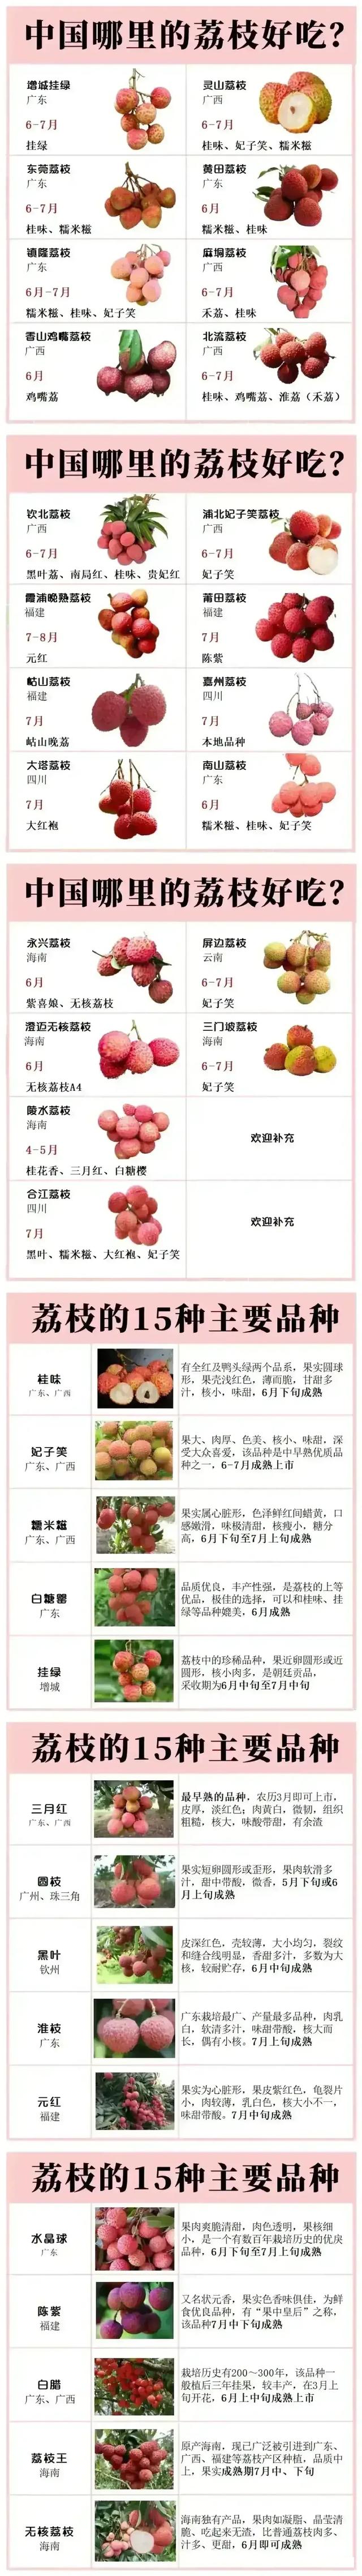 中国哪里的荔枝好吃?
增城挂绿
广东
6-7月
挂绿
灵山荔枝
广西
6-7月
桂味、妃子笑、糯米糍
东莞荔枝
广东
6-7月
桂味、糯米糍
黄田荔枝
广东
6月
糯米糍、桂味
镇隆荔枝
广东
6月-7月
糯米糍、桂味、妃子笑
麻垌荔枝
广西
6-7月
禾荔、桂味
香山鸡嘴荔枝
广西
6月
鸡嘴荔
北流荔枝
广西
6-7月
桂味、鸡嘴荔、淮荔（禾荔）
中国哪里的荔枝好吃?
钦北荔枝
广西
6-7月
黑叶荔、南局红、桂味、贵妃红
浦北妃子笑荔枝
广西
6-7月
妃子笑
霞浦晚熟荔枝
福建
7-8月
元红
莆田荔枝
福建
7月
陈紫
岵山荔枝
福建
7月
岵山晚荔
嘉州荔枝
四川
7月
本地品种
大塔荔枝
四川
7月
大红袍
南山荔枝
广东
6月
糯米糍、桂味、妃子笑
中国哪里的荔枝好吃?
永兴荔枝
海南
6月
紫喜娘、无核荔枝
屏边荔枝
云南
6-7月
妃子笑
澄迈无核荔枝
海南
6月
无核荔枝A4
三门坡荔枝
海南
6-7月
妃子笑
陵水荔枝
海南
4-5月
桂花香、三月红、白糖樱
欢迎补充
合江荔枝
四川
7月
黑叶、糯米糍、大红袍、妃子笑
欢迎补充
荔枝的15种主要品种
桂味
广东、广西
有全红及鸭头绿两个品系，果实圆球
形，果壳浅红色，薄而脆，甘甜多
汁，核小，味甜，6月下旬成熟
妃子笑
广东、广西
果大、肉厚、色美、核小、味甜，深
受大众喜爱，该品种是中早熟优质品
种之一，6-7月成熟上市
糯米糍
广东、广西
果实属心脏形，色泽鲜红间蜡黄，口
感嫩滑，味极清甜，核瘦小，糖分
高，6月下旬至7月上旬成熟
白糖罂
广东
品质优良，丰产性强，是荔枝的上等
优品，极佳的选择，可以和桂味、挂
绿等品种媲美，6月成熟
挂绿
增城
荔枝中的珍稀品种，果近卵圆形或近
圆形，核小肉多，是朝廷贡品，
采收期为6月中旬至7月中旬
荔枝的15种主要品种
三月红
广东、广西
最早熟的品种，农历3月即可上市，
皮厚，淡红色；肉黄白，微韧，组织
粗糙，核大，味酸带甜，有余渣
圆枝
广州、珠三角
果实短卵圆形或歪形，果肉软滑多
汁，甜中带酸，微香，5月下旬或6
月上旬成熟
黑叶
钦州
皮深红色，壳较薄，大小均匀，裂纹
和缝合线明显，香甜多汁，多数为大
核，较耐贮存，6月中旬成熟
淮枝
广东
广东栽培最广、产量最多品种，肉乳
白，软清多汁，味甜带酸，核大而
长，偶有小核。7月上旬成熟
元红
福建
果实为心脏形，果皮紫红色，龟裂片
小，肉较薄，乳白色，核大小不一，
味甜带酸。7月中旬成熟
荔枝的15种主要品种
水晶球
广东
果肉爽脆清甜，肉色透明，果核细
小，是一个有数百年栽培历史的优质
品种，6月下旬至7月上旬成熟
陈紫
福建
又名状元香，果实色香味俱佳，为鲜
食优良品种，有“果中皇后”之称，
该品种7月中下旬成熟
白腊
广东、广西
栽培历史有200～300年，该品种一
般植后三年挂果，较丰产，在3月上
旬开花，6月上中旬成熟上市
荔枝王
海南
原产海南，现已广泛被引进到广东、
广西、福建等荔枝产区种植，品质中
上，果实成熟期7月中、下旬
无核荔枝
海南
海南独有产品，果肉如凝脂、晶莹清
脆、吃起来无渣，比普通荔枝肉多、
汁多、更甜，6月即可成熟